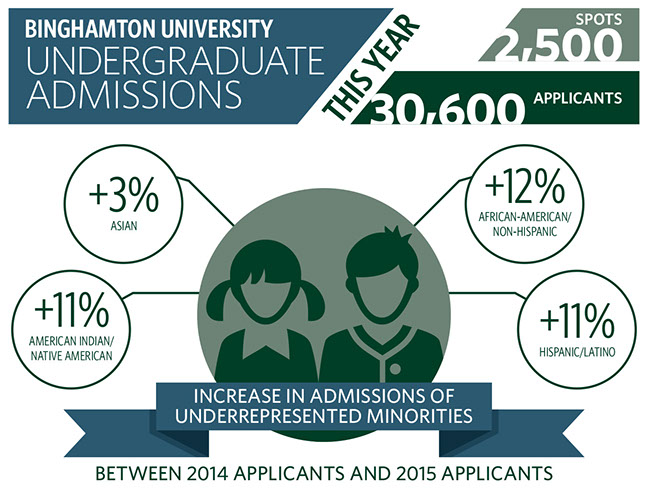 BINGHAMTON UNIVERSITY
UNDERGRADUATE
ADMISSIONS
THIS YEAR
SPOTS
2,500
30,600 APPLICANTS
+3%
ASIAN
+12%
AFRICAN-AMERICAN/
NON-HISPANIC
+11%
AMERICAN INDIAN/
NATIVE AMERICAN
+11%
HISPANIC/LATINO
INCREASE IN ADMISSIONS OF
UNDERREPRESENTED MINORITIES
BETWEEN 2014 APPLICANTS AND 2015 APPLICANTS